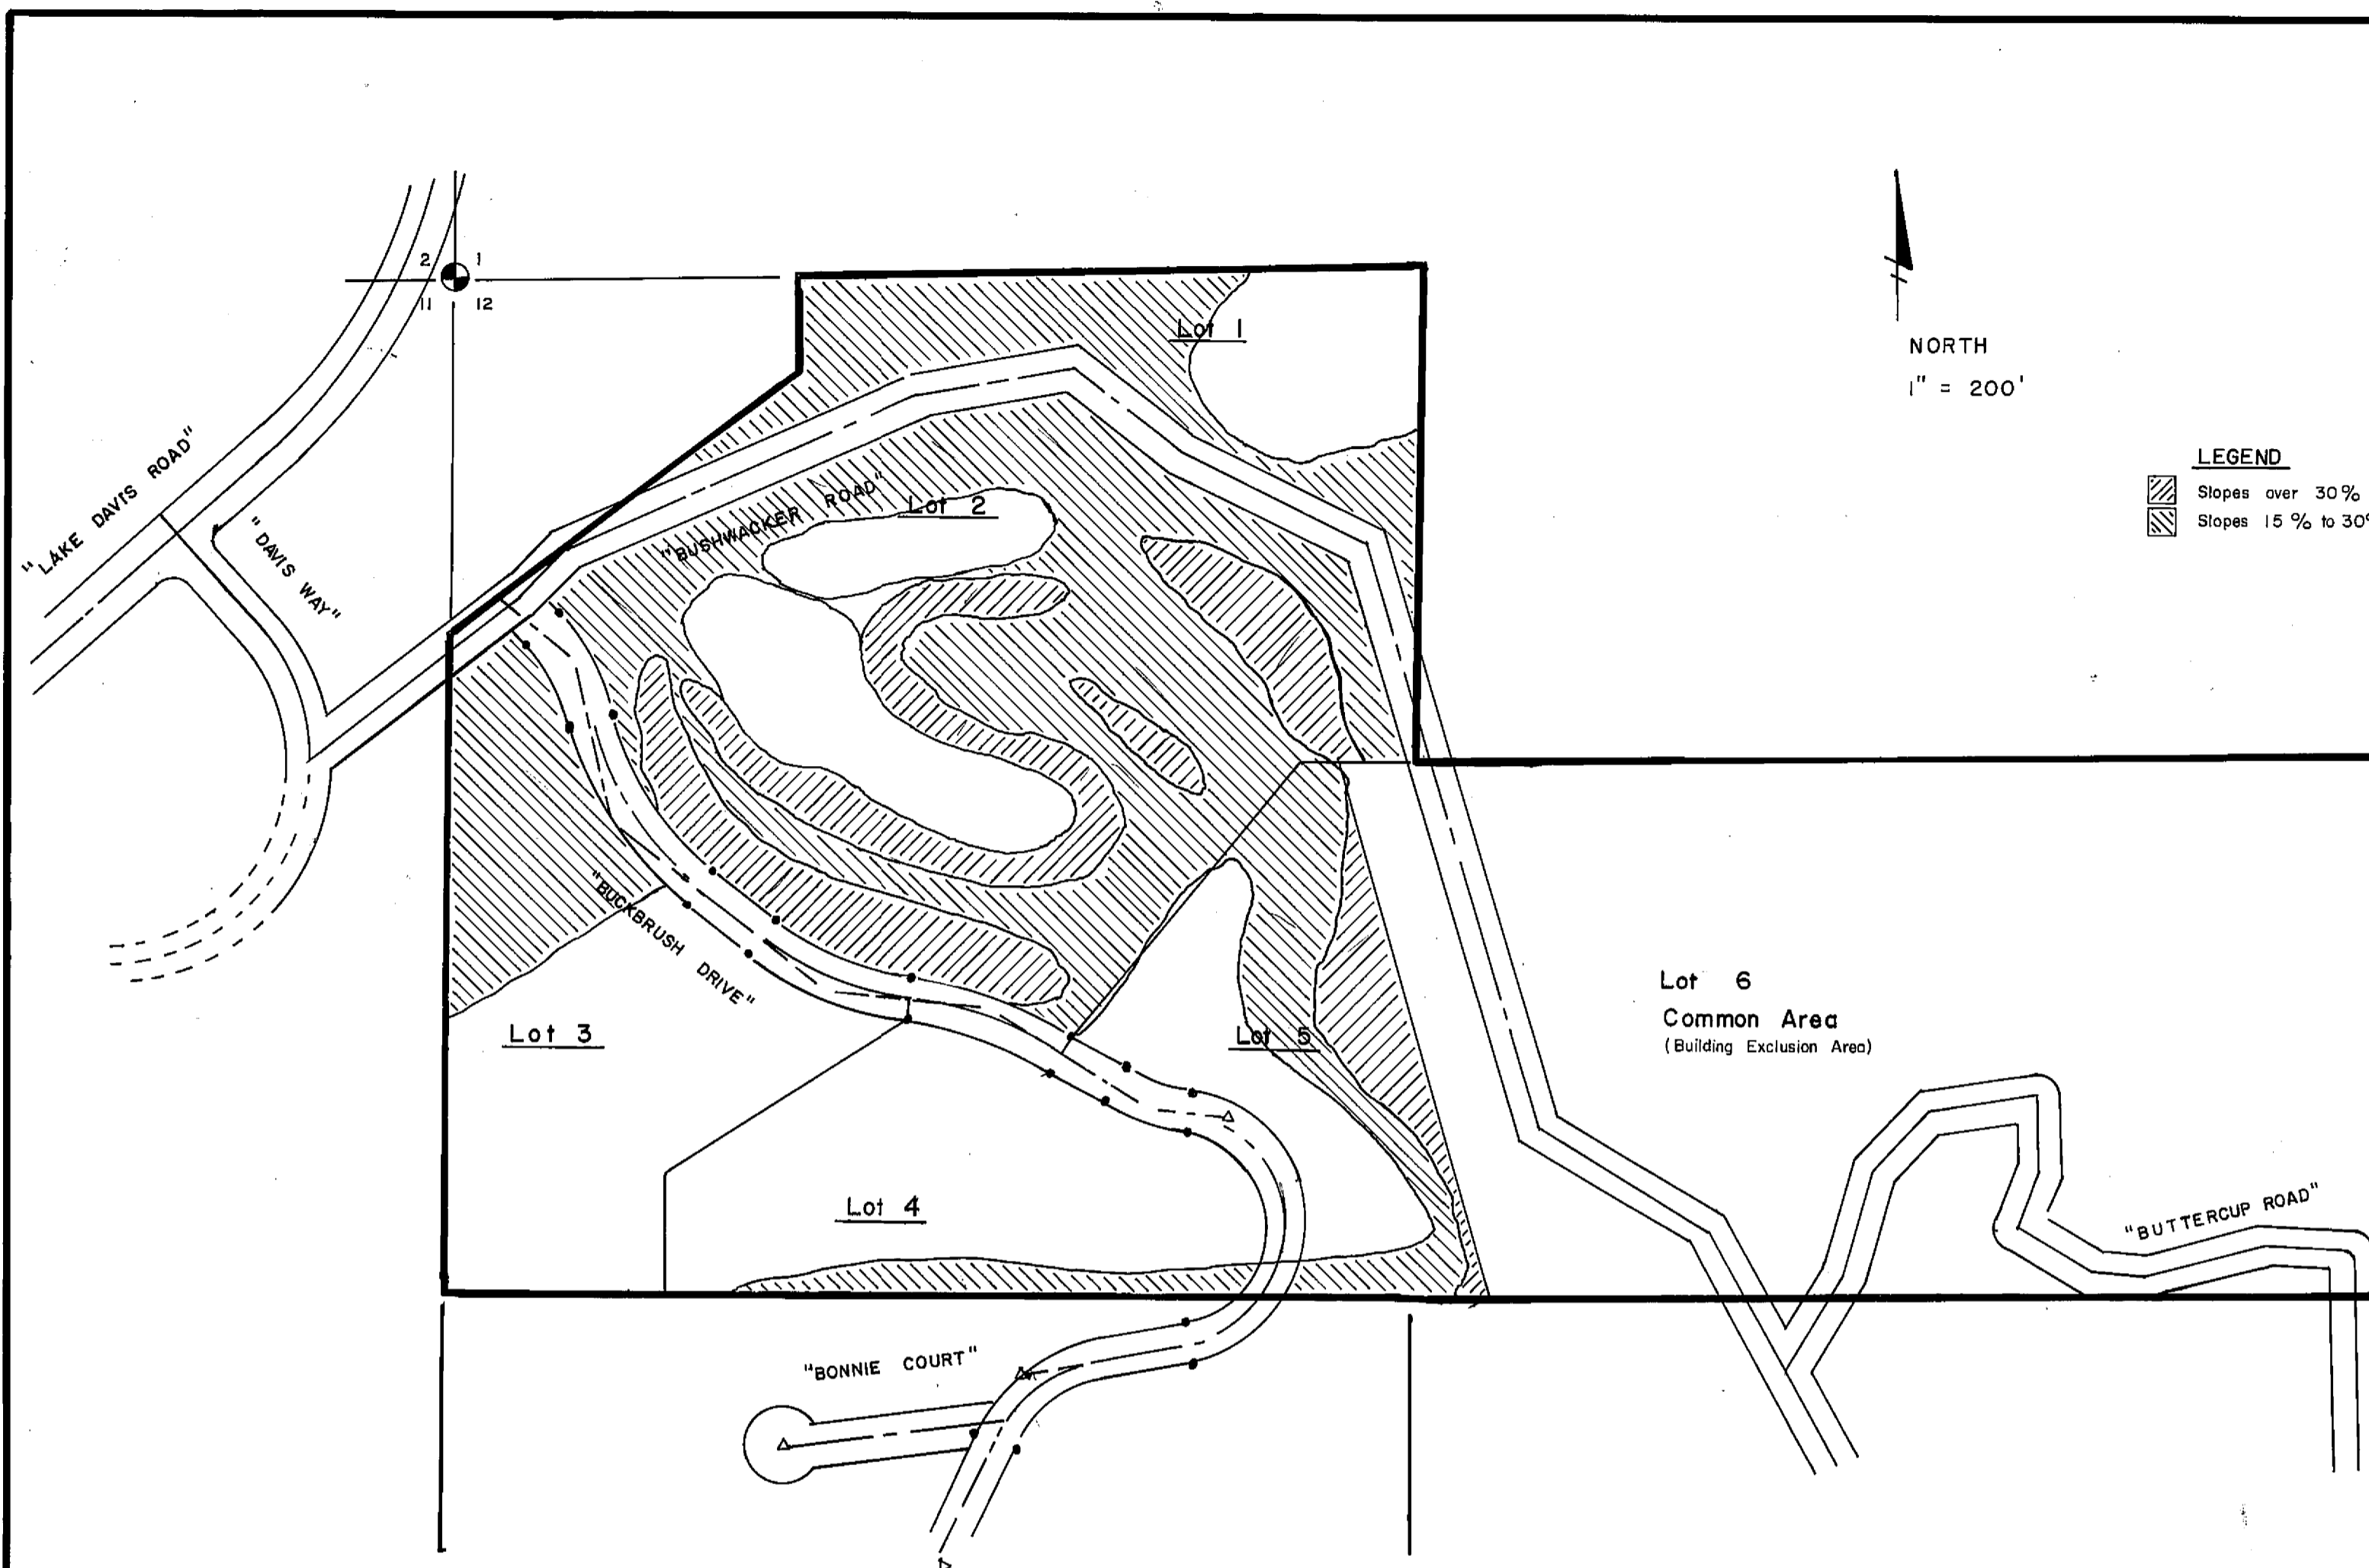 2 1
11 12
Lot 1
NORTH
1" = 200'
LEGEND
Slopes over 30%
Slopes 15 % to 30%
"LAKE DAVIS ROAD"
"DAVIS WAY"
"BUSHWACKER ROAD"
Lot 2
"BUCKBRUSH DRIVE"
Lot 3
Lot 5
Lot 6
Common Area
(Building Exclusion Area)
Lot 4
"BUTTERCUP ROAD"
"BONNIE COURT"